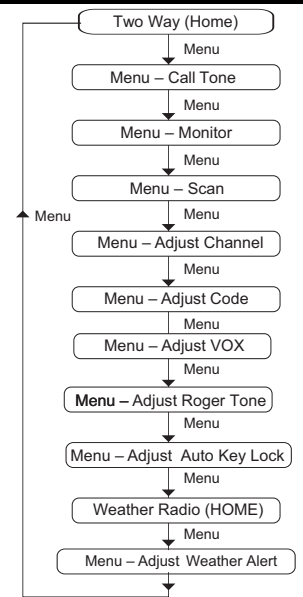 Two Way (Home)
Menu
Menu – Call Tone
Menu
Menu – Monitor
Menu
Menu – Scan
Menu
Menu
Menu – Adjust Channel
Menu
Menu – Adjust Code
Menu
Menu – Adjust VOX
Menu
Menu – Adjust Roger Tone
Menu
Menu – Adjust Auto Key Lock
Menu
Weather Radio (HOME)
Menu
Menu – Adjust Weather Alert